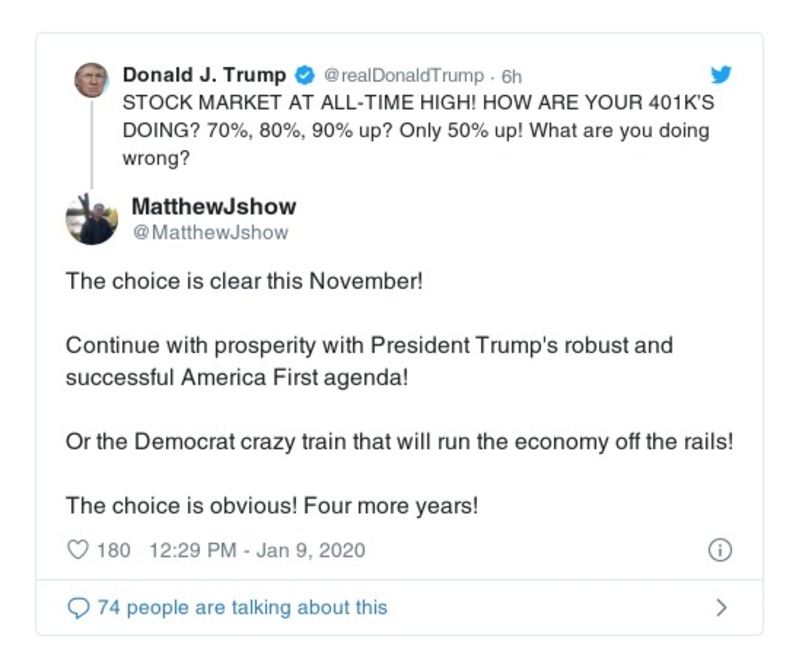 Donald J. Trump @realDonaldTrump · 6h
STOCK MARKET AT ALL-TIME HIGH! HOW ARE YOUR 401K'S
DOING? 70%, 80%, 90% up? Only 50% up! What are you doing
wrong?
MatthewJshow
@MatthewJshow
The choice is clear this November!
Continue with prosperity with President Trump's robust and
successful America First agenda!
Or the Democrat crazy train that will run the economy off the rails!
The choice is obvious! Four more years!
180 12:29 PM - Jan 9, 2020
74 people are talking about this